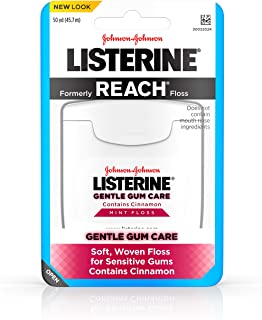 NEW LOOK
50 yd (45.7m)
Johnson&Johnson
LISTERINE®
Formerly REACH® Floss
Does not
contain
mouth rinse
ingredients
Johnson&Johnson
LISTERINE®
GENTLE GUM CARE
Contains Cinnamon
MINT FLOSS
GENTLE GUM CARE
Soft, Woven Floss
for Sensitive Gums
Contains Cinnamon
OPEN